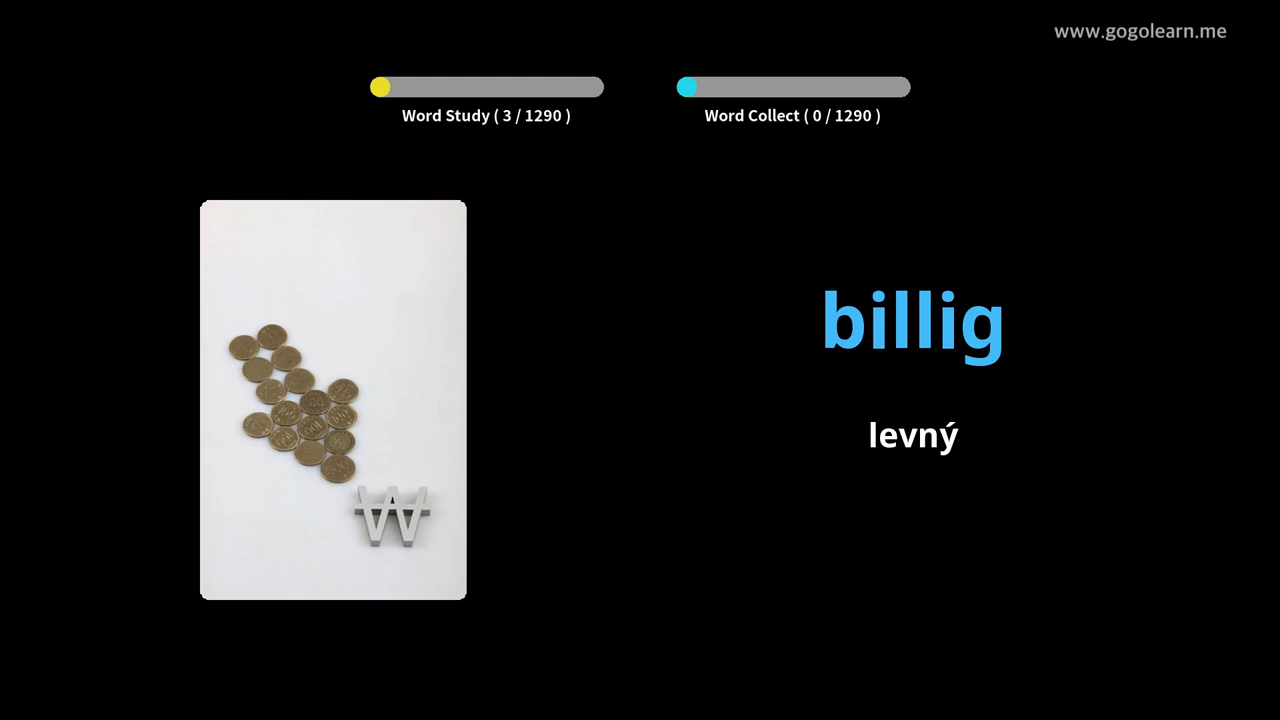 www.gogolearn.me
Word Study ( 3 / 1290 )
Word Collect ( 0 / 1290 )
billig
levný
₩